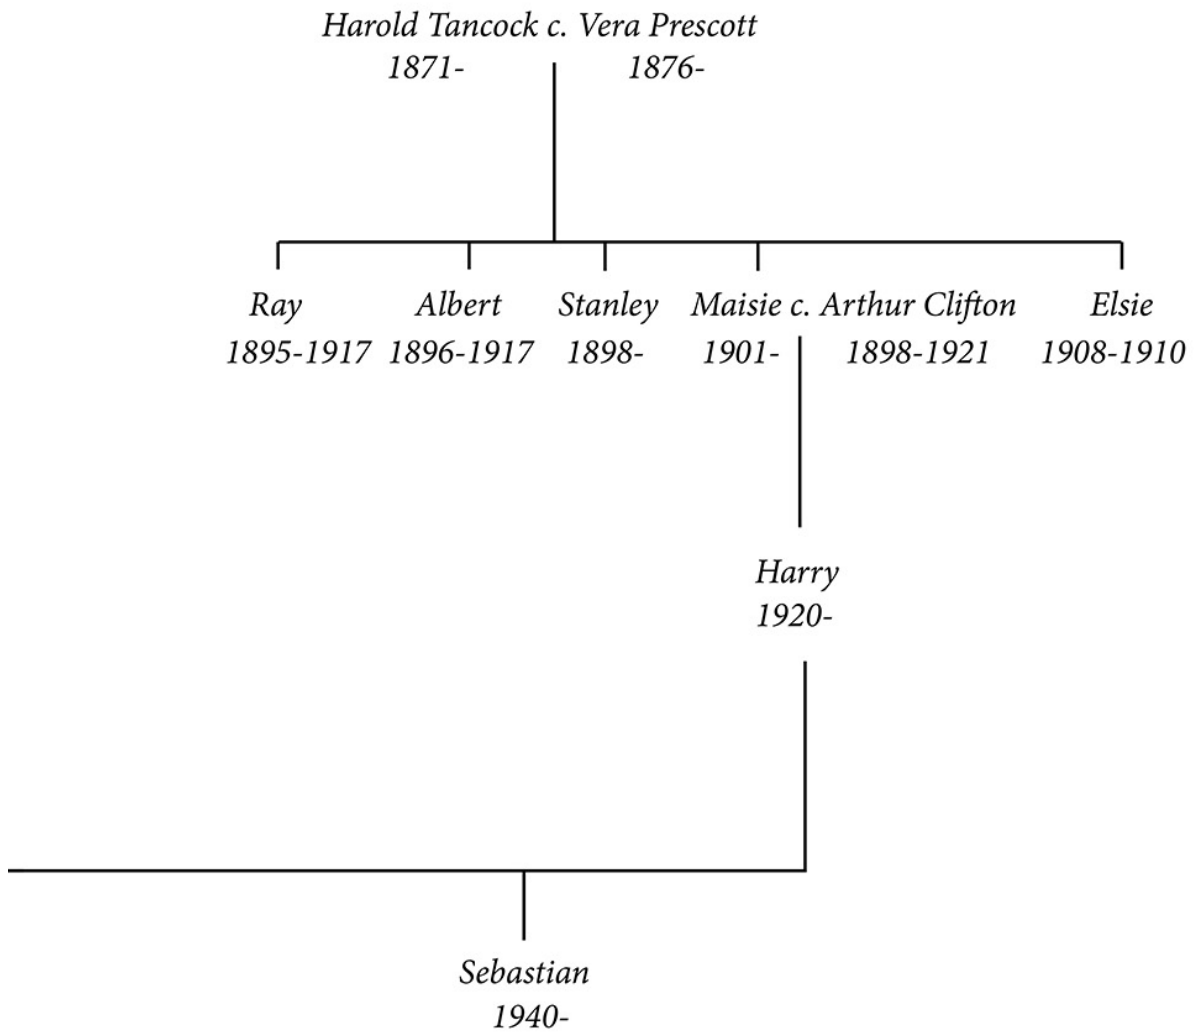 Harold Tancock c. Vera Prescott
1871- 1876-
Ray Albert Stanley Maisie c. Arthur Clifton Elsie
1895-1917 1896-1917 1898- 1901- 1898-1921 1908-1910
Harry
1920-
Sebastian
1940-